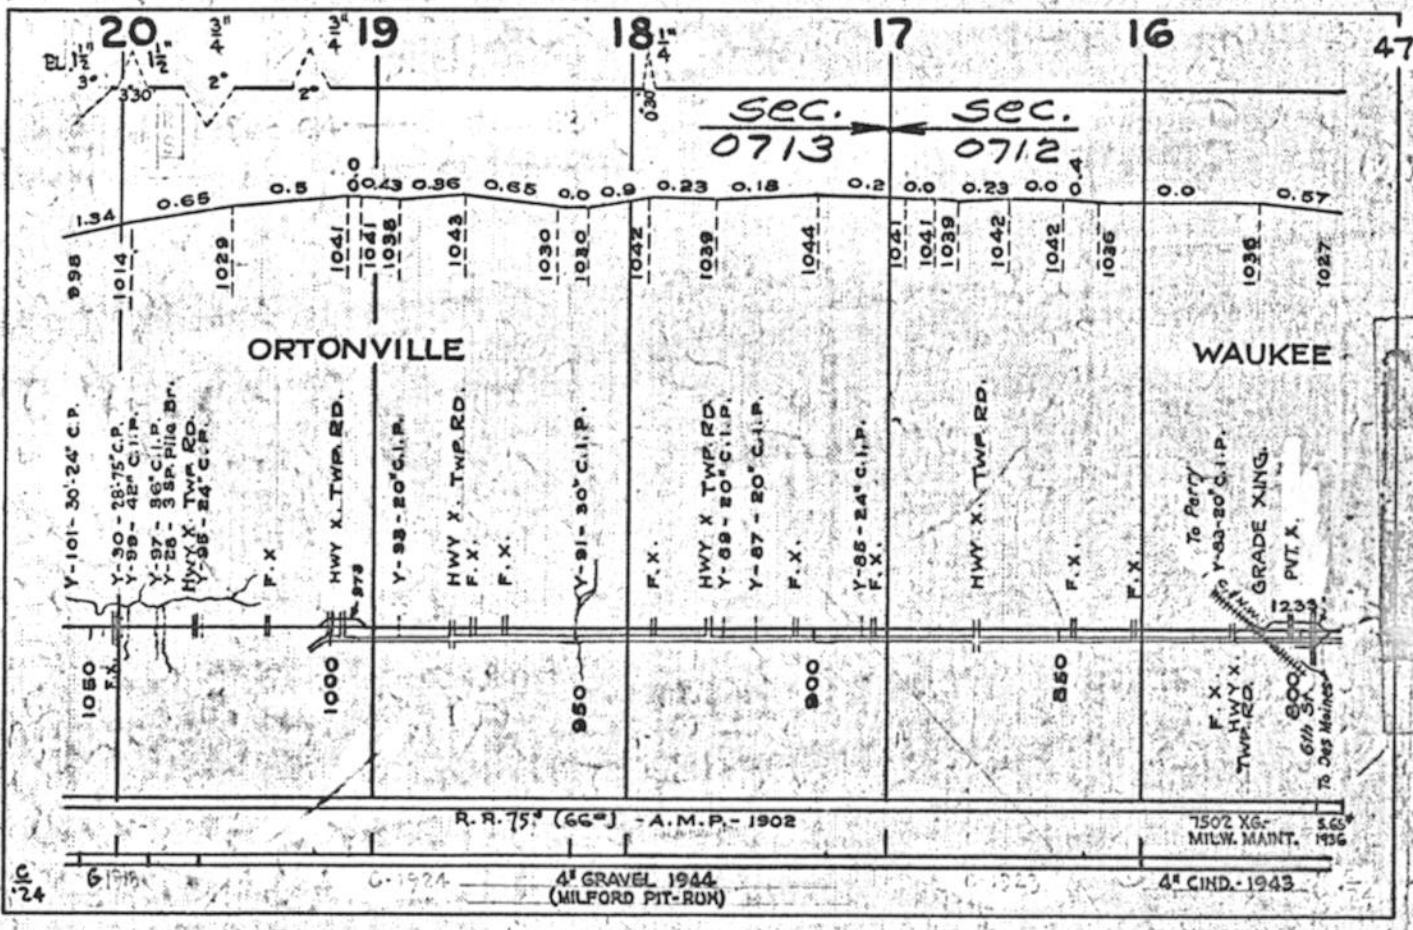 20 19 18 17 16 47
EL. 1½" 1½" 4¾" ¾" 4 1¼"
3° 330 2° 2° 0.30'
SEC. SEC.
0713 0712
1.34 0.65 0.5 0.0 0.43 0.36 0.65 0.0 0.9 0.23 0.18 0.2 0.0 0.23 0.0 0.4 0.0 0.57
998 1014 1029 1041 1041 1038 1043 1030 1030 1042 1039 1044 1041 1041 1039 1042 1042 1036 1036 1027
ORTONVILLE WAUKEE
Y-101-30'-24" C.P.
Y-30-28'-75" C.P.
Y-99-42" C.I.P.
Y-97-36" C.I.P.
Y-28-3 SP. Pile Br.
HWY X. TWP. RD.
Y-95-24" C.P.
F. X
HWY X. TWP. RD.
973
Y-93-20" C.I.P.
HWY X. TWP. RD.
F. X.
F. X.
Y-91-30" C.I.P.
F. X.
HWY X TWP. RD.
Y-89-20" C.I.P.
Y-87-20" C.I.P.
F. X.
Y-85-24" C.I.P.
F. X.
HWY X. TWP. RD.
F. X.
F. X.
To Perry
Y-83-20" C.I.P.
GRADE XING.
PVT. X.
C. & N.W.
1233
1050 F.X. 1000 950 900 850 800
F. X.
HWY X.
TWP. RD.
6th St. X
To Des Moines
R.R. 75# (66#) - A.M.P. - 1902
7502 XG.-
MILW. MAINT. 1936
G
'24
G 1918 G-1924
4" GRAVEL 1944
(MILFORD PIT-RUN)
4" CIND.-1943